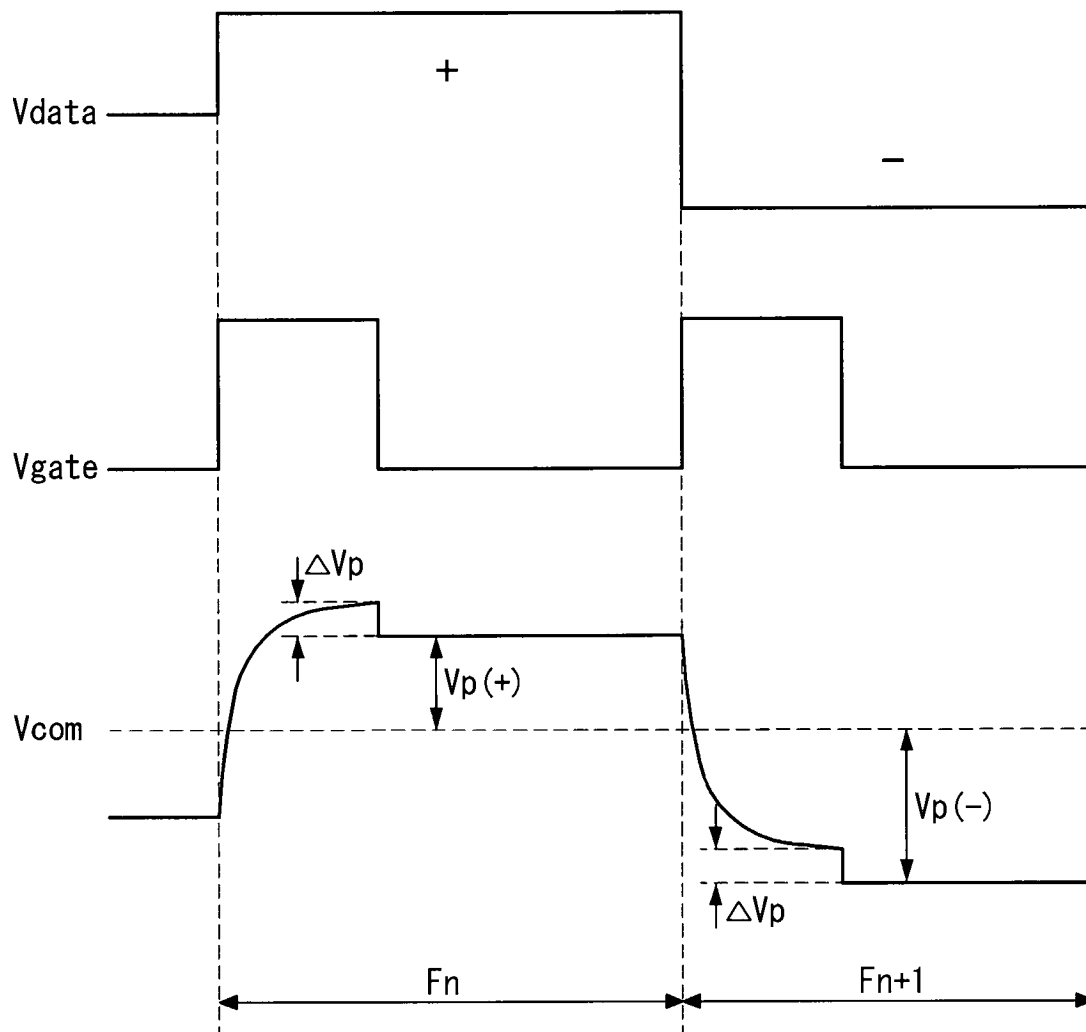 +
Vdata
−
Vgate
△Vp
Vp(+)
Vcom
Vp(−)
△Vp
Fn
Fn+1